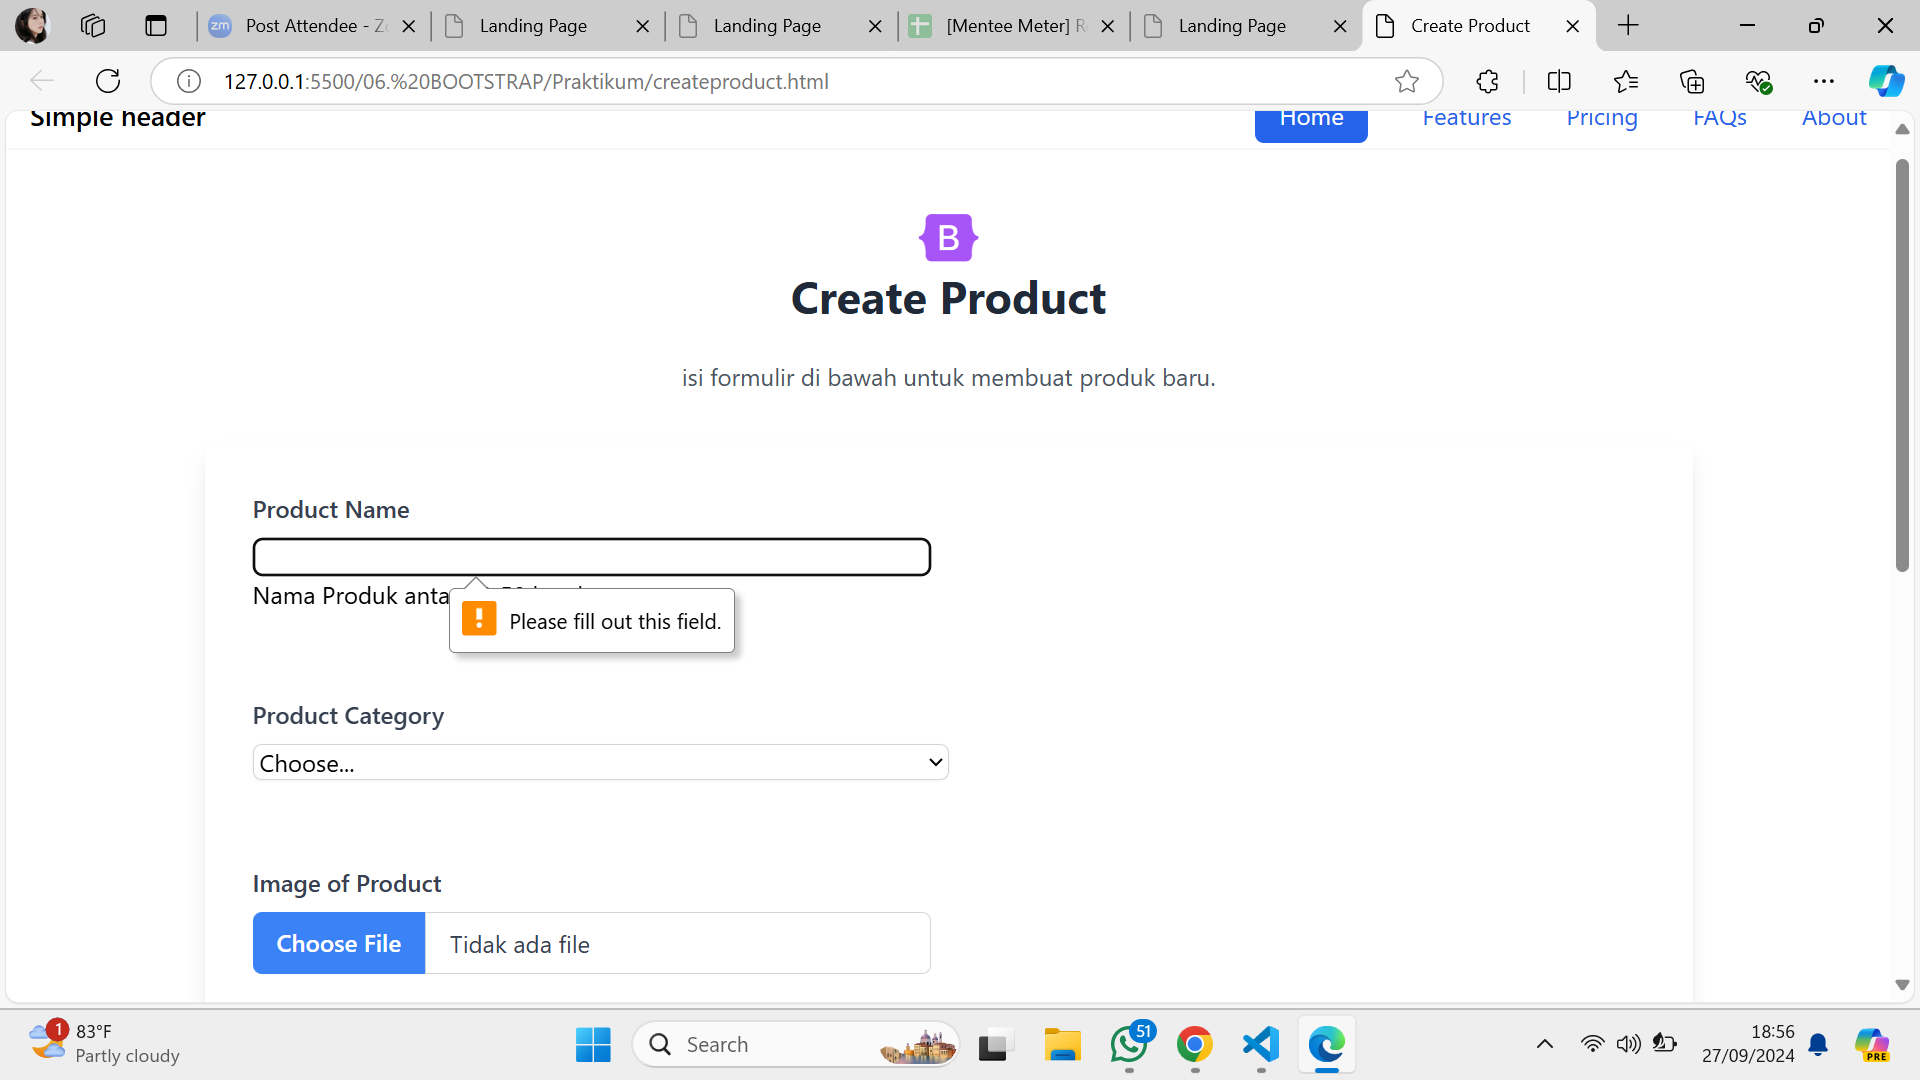 zm Post Attendee - Zo
Landing Page
Landing Page
[Mentee Meter] R
Landing Page
Create Product
127.0.0.1:5500/06.%20BOOTSTRAP/Praktikum/createproduct.html
Simple header
Home
Features
Pricing
FAQs
About
B
Create Product
isi formulir di bawah untuk membuat produk baru.
Product Name
Nama Produk anta
Please fill out this field.
Product Category
Choose...
Image of Product
Choose File
Tidak ada file
1
83°F
Partly cloudy
Search
51
18:56
27/09/2024
PRE